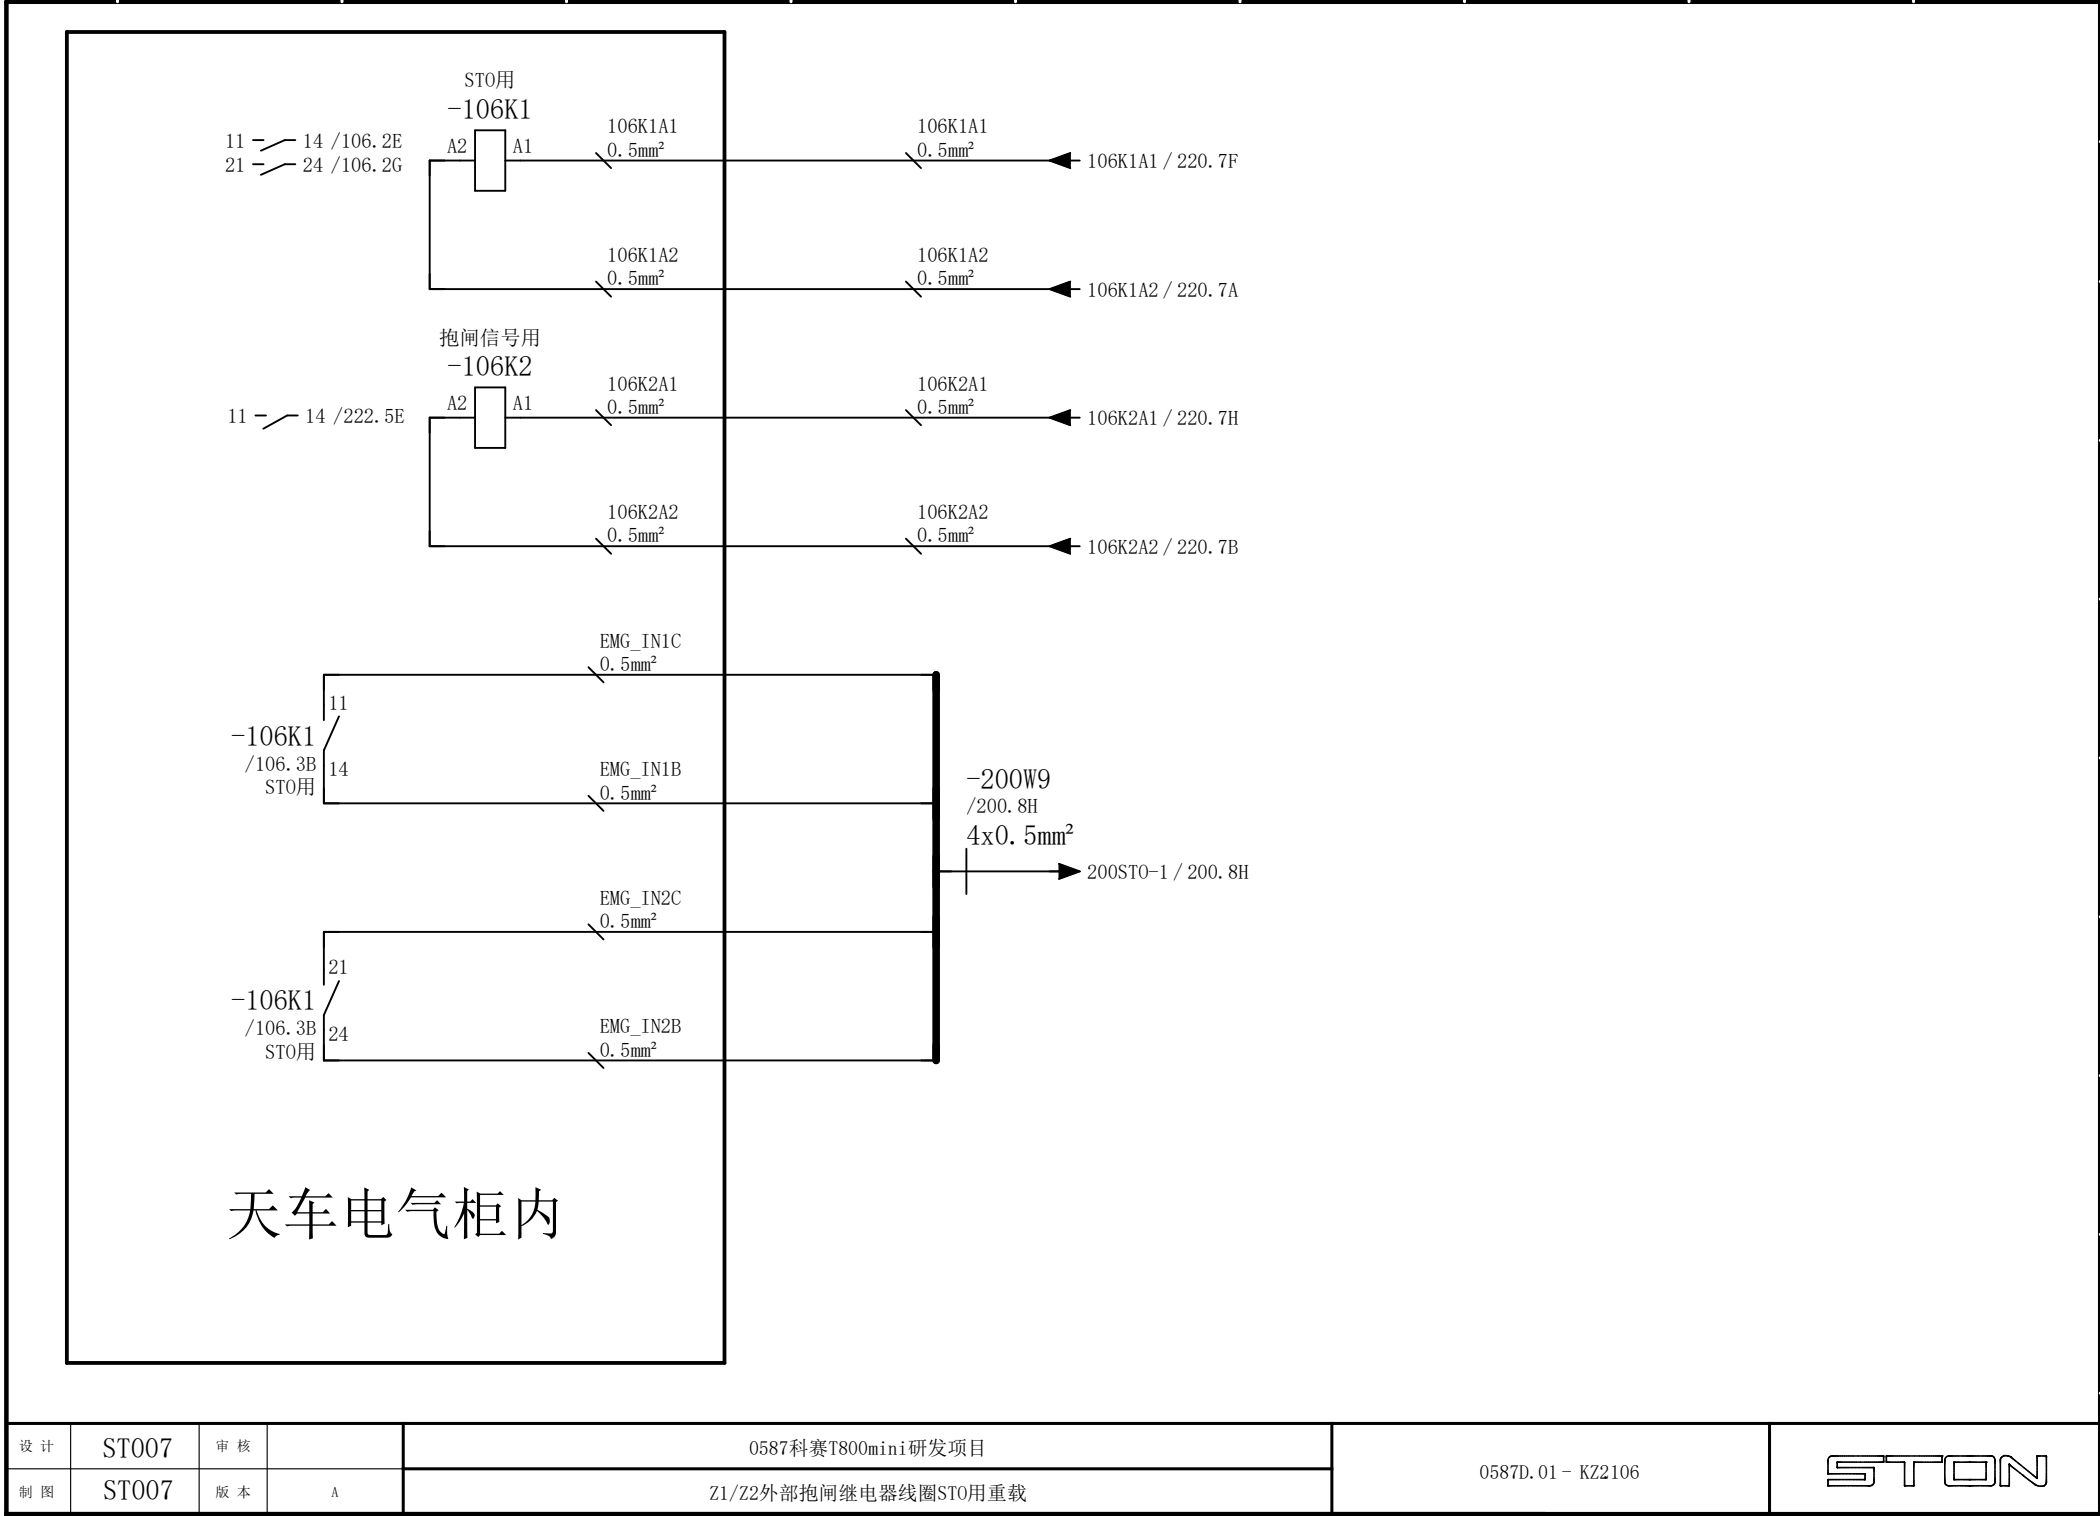 STO用
-106K1
11 14 /106.2E
21 24 /106.2G
A2 A1
106K1A1
0.5mm²
106K1A1
0.5mm²
106K1A1 / 220.7F
106K1A2
0.5mm²
106K1A2
0.5mm²
106K1A2 / 220.7A
抱闸信号用
-106K2
11 14 /222.5E
A2 A1
106K2A1
0.5mm²
106K2A1
0.5mm²
106K2A1 / 220.7H
106K2A2
0.5mm²
106K2A2
0.5mm²
106K2A2 / 220.7B
EMG_IN1C
0.5mm²
11
-106K1
/106.3B
STO用
14
EMG_IN1B
0.5mm²
-200W9
/200.8H
4x0.5mm²
200STO-1 / 200.8H
EMG_IN2C
0.5mm²
21
-106K1
/106.3B
STO用
24
EMG_IN2B
0.5mm²
天车电气柜内
设 计 ST007 审 核
制 图 ST007 版 本 A
0587科赛T800mini研发项目
Z1/Z2外部抱闸继电器线圈STO用重载
0587D.01 - KZ2106
STON